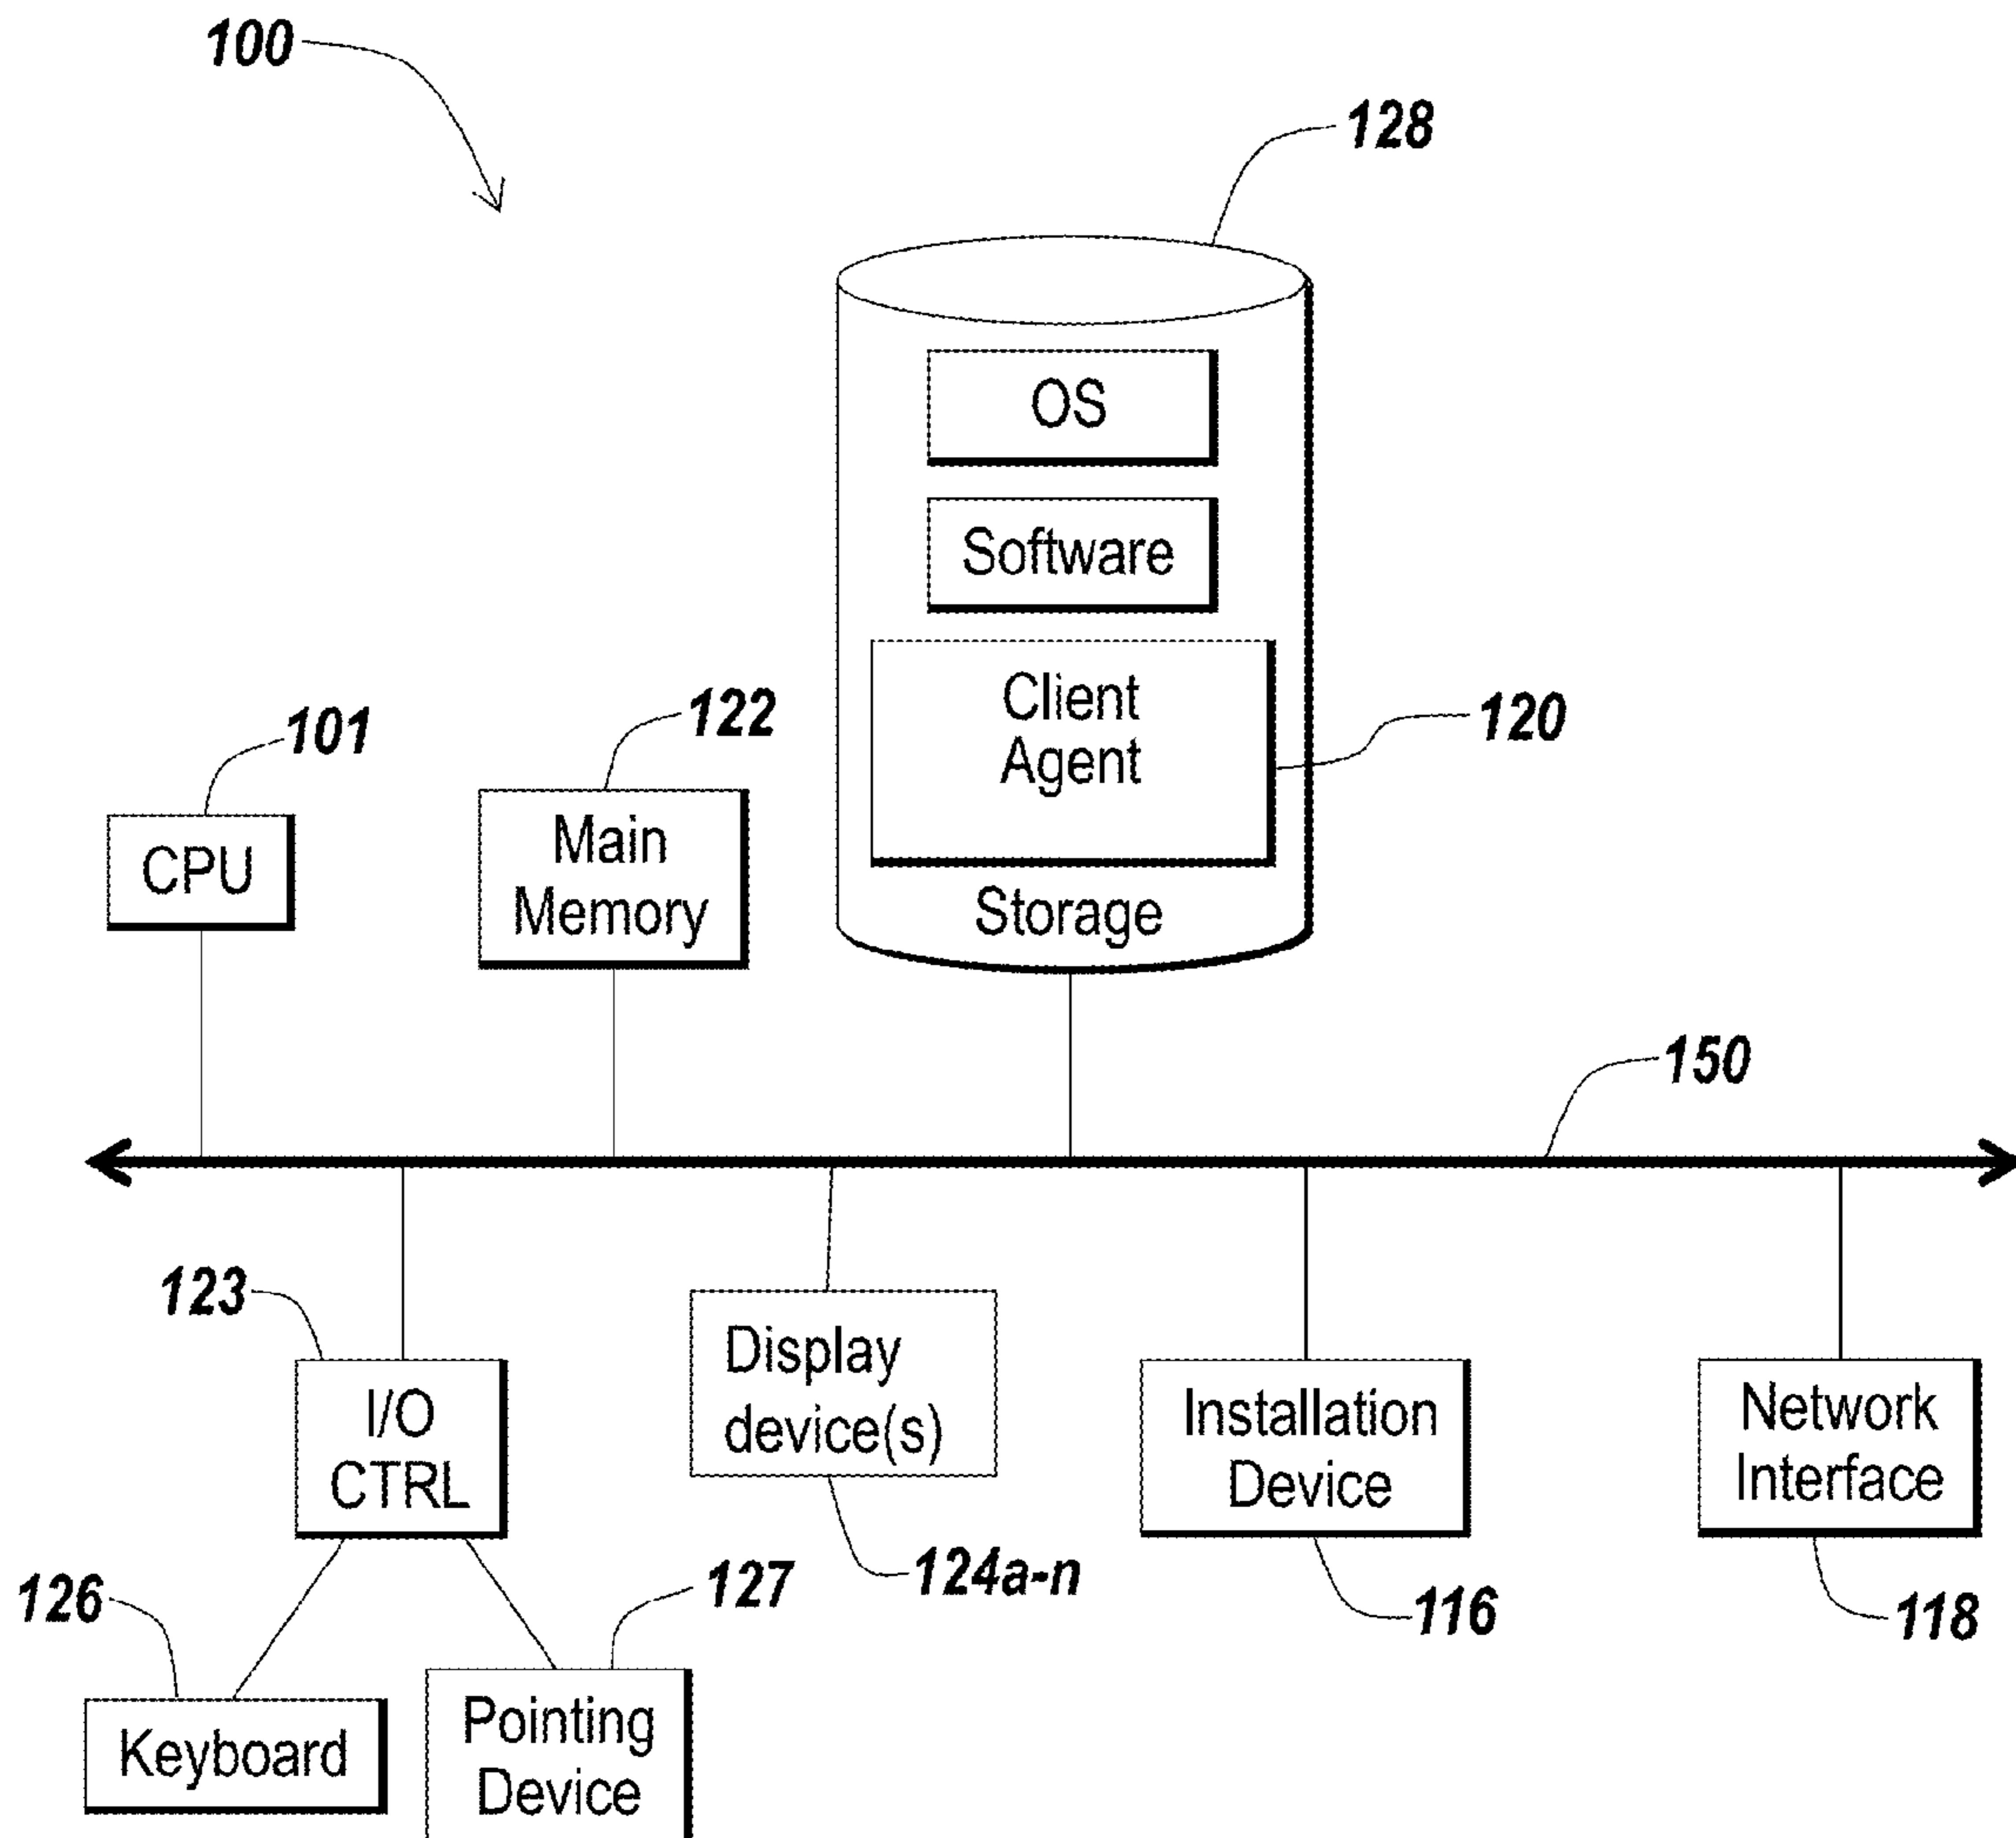 100
128
OS
Software
Client
Agent
120
101
122
CPU
Main
Memory
Storage
150
123
I/O
CTRL
Display
device(s)
Installation
Device
Network
Interface
126
127
124a-n
116
118
Keyboard
Pointing
Device